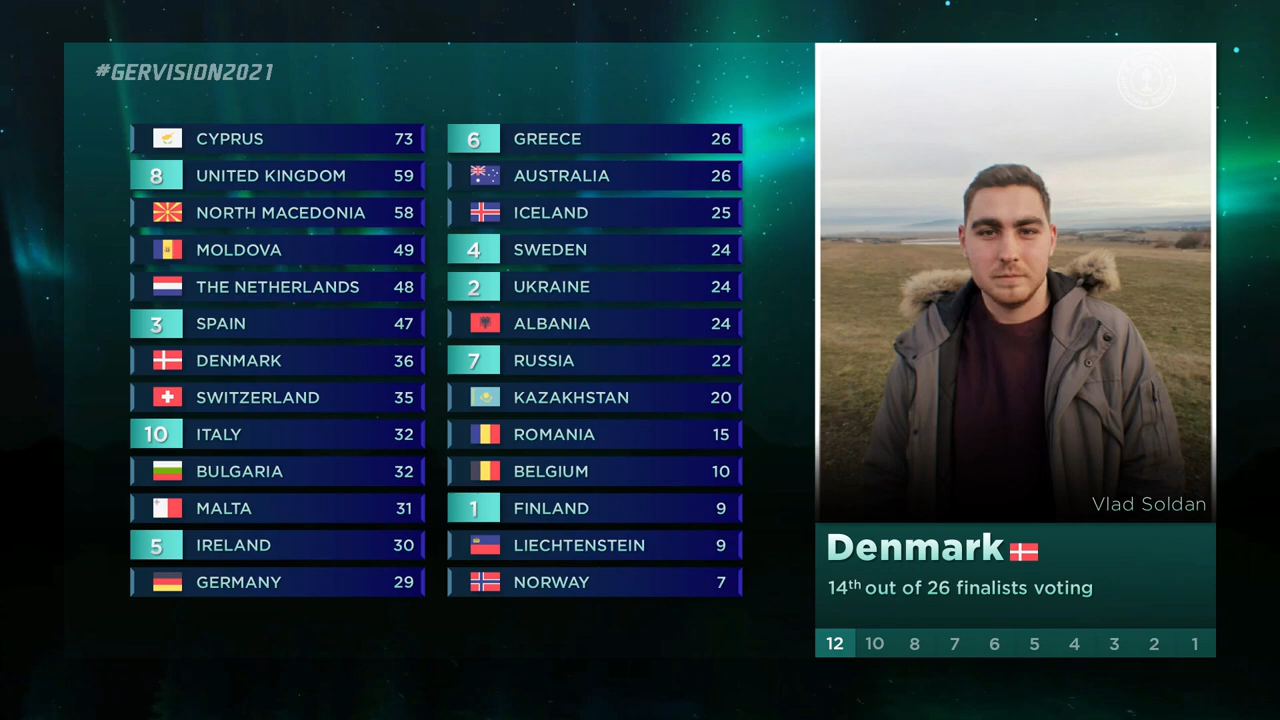 #GERVISION2021
CYPRUS 73
8 UNITED KINGDOM 59
NORTH MACEDONIA 58
MOLDOVA 49
THE NETHERLANDS 48
3 SPAIN 47
DENMARK 36
SWITZERLAND 35
10 ITALY 32
BULGARIA 32
MALTA 31
5 IRELAND 30
GERMANY 29
6 GREECE 26
AUSTRALIA 26
ICELAND 25
4 SWEDEN 24
2 UKRAINE 24
ALBANIA 24
7 RUSSIA 22
KAZAKHSTAN 20
ROMANIA 15
BELGIUM 10
1 FINLAND 9
LIECHTENSTEIN 9
NORWAY 7
Vlad Soldan
Denmark
14th out of 26 finalists voting
12 10 8 7 6 5 4 3 2 1